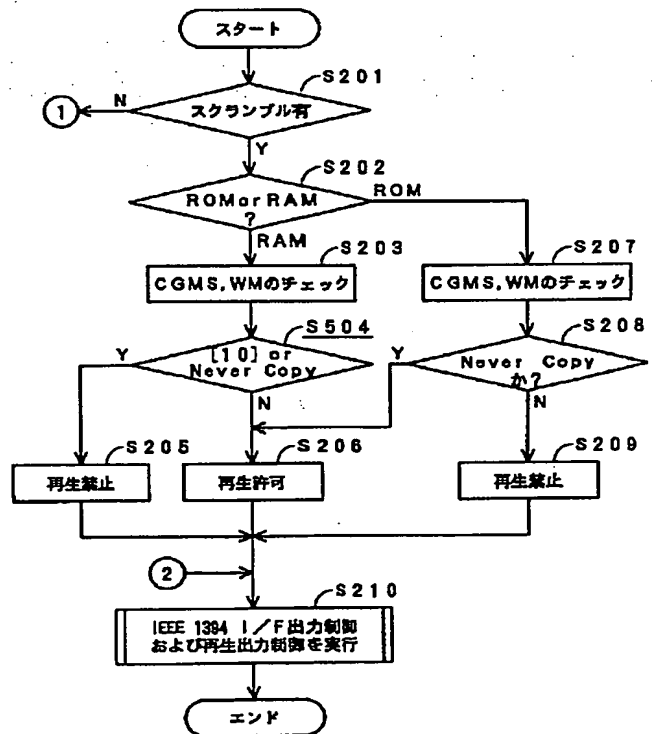 スタート
S201
スクランブル有
N
1
Y
S202
ROMorRAM
?
ROM
RAM
S203
CGMS,WMのチェック
S207
CGMS,WMのチェック
S504
[10] or
Never Copy
Y
N
S208
Never Copy
か?
Y
N
S205
再生禁止
S206
再生許可
S209
再生禁止
2
S210
IEEE 1394 I/F出力制御
および再生出力制御を実行
エンド